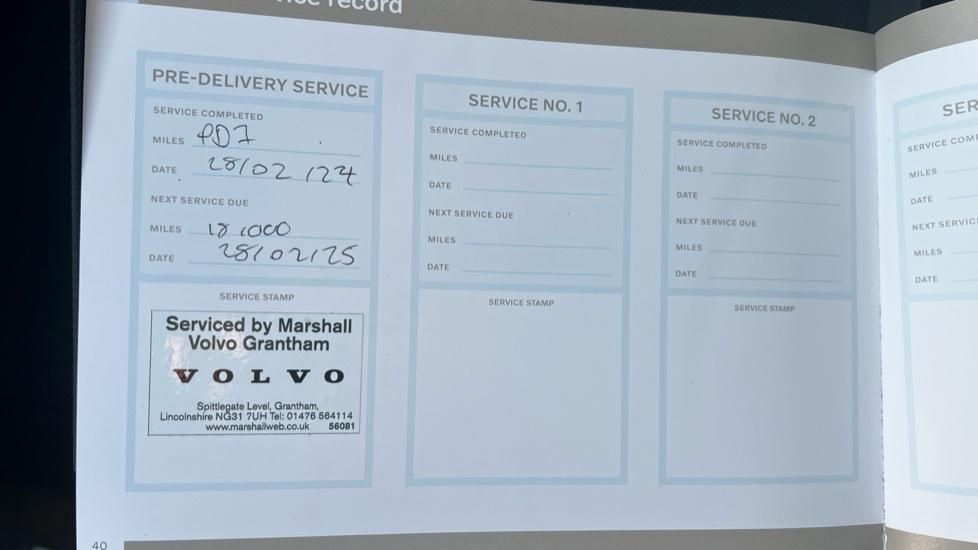 service record
PRE-DELIVERY SERVICE
SERVICE COMPLETED
MILES PDI
DATE 28/02/24
NEXT SERVICE DUE
MILES 18,000
DATE 28/02/25
SERVICE STAMP
Serviced by Marshall
Volvo Grantham
VOLVO
Spittlegate Level, Grantham,
Lincolnshire NG31 7UH Tel: 01476 564114
www.marshallweb.co.uk 56081
SERVICE NO. 1
SERVICE COMPLETED
MILES
DATE
NEXT SERVICE DUE
MILES
DATE
SERVICE STAMP
SERVICE NO. 2
SERVICE COMPLETED
MILES
DATE
NEXT SERVICE DUE
MILES
DATE
SERVICE STAMP
SER
SERVICE COM
MILES
DATE
NEXT SERVIC
MILES
DATE
40